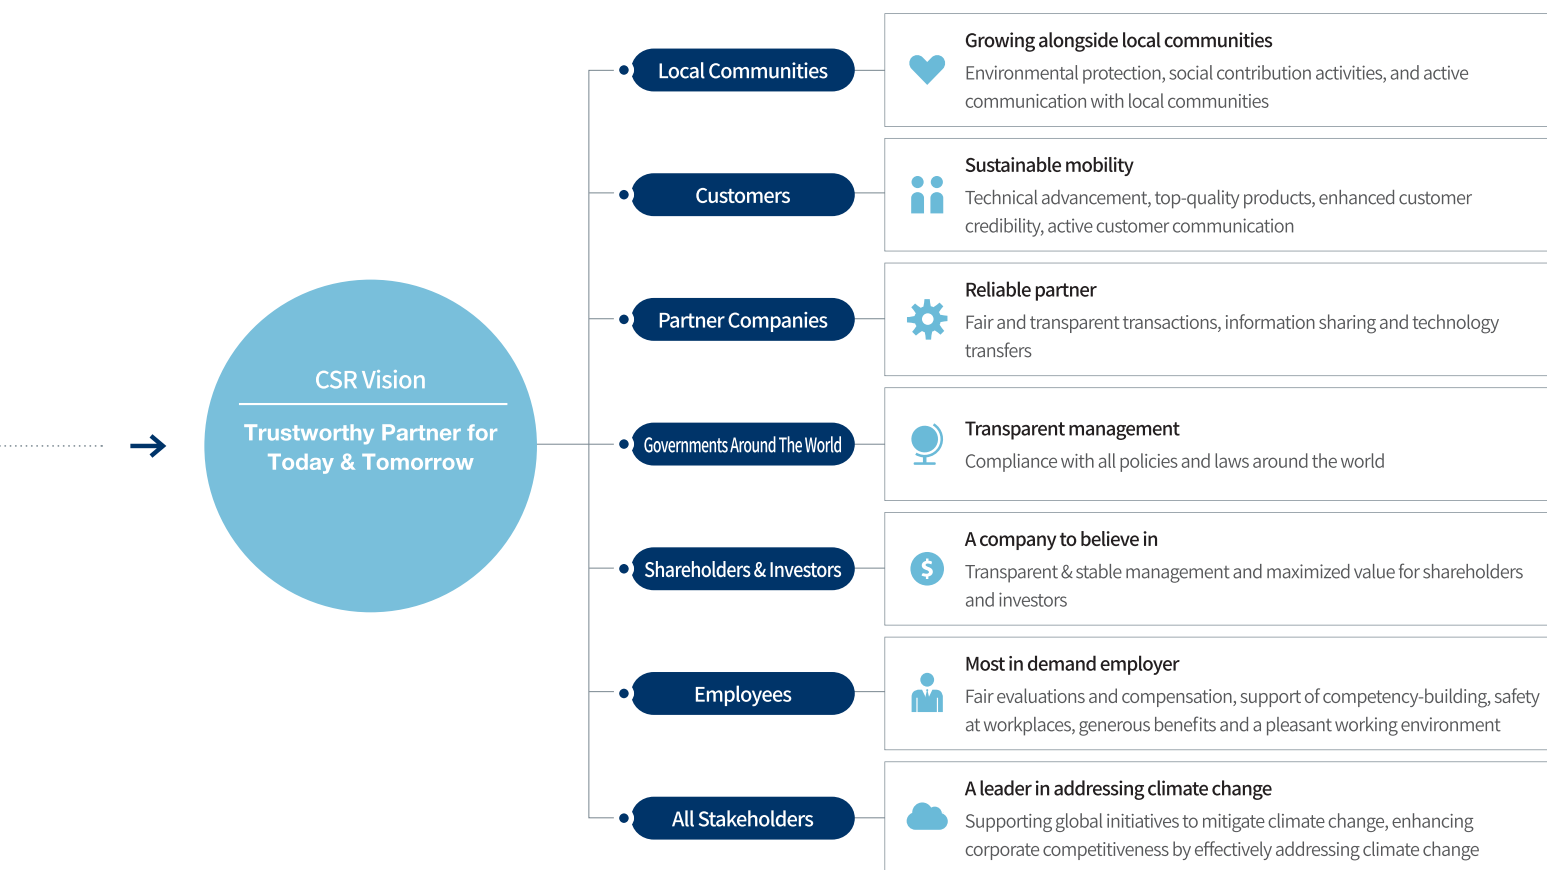 CSR Vision
Trustworthy Partner for
Today & Tomorrow
Local Communities
Growing alongside local communities
Environmental protection, social contribution activities, and active
communication with local communities
Customers
Sustainable mobility
Technical advancement, top-quality products, enhanced customer
credibility, active customer communication
Partner Companies
Reliable partner
Fair and transparent transactions, information sharing and technology
transfers
Governments Around The World
Transparent management
Compliance with all policies and laws around the world
Shareholders & Investors
$
A company to believe in
Transparent & stable management and maximized value for shareholders
and investors
Employees
Most in demand employer
Fair evaluations and compensation, support of competency-building, safety
at workplaces, generous benefits and a pleasant working environment
All Stakeholders
A leader in addressing climate change
Supporting global initiatives to mitigate climate change, enhancing
corporate competitiveness by effectively addressing climate change